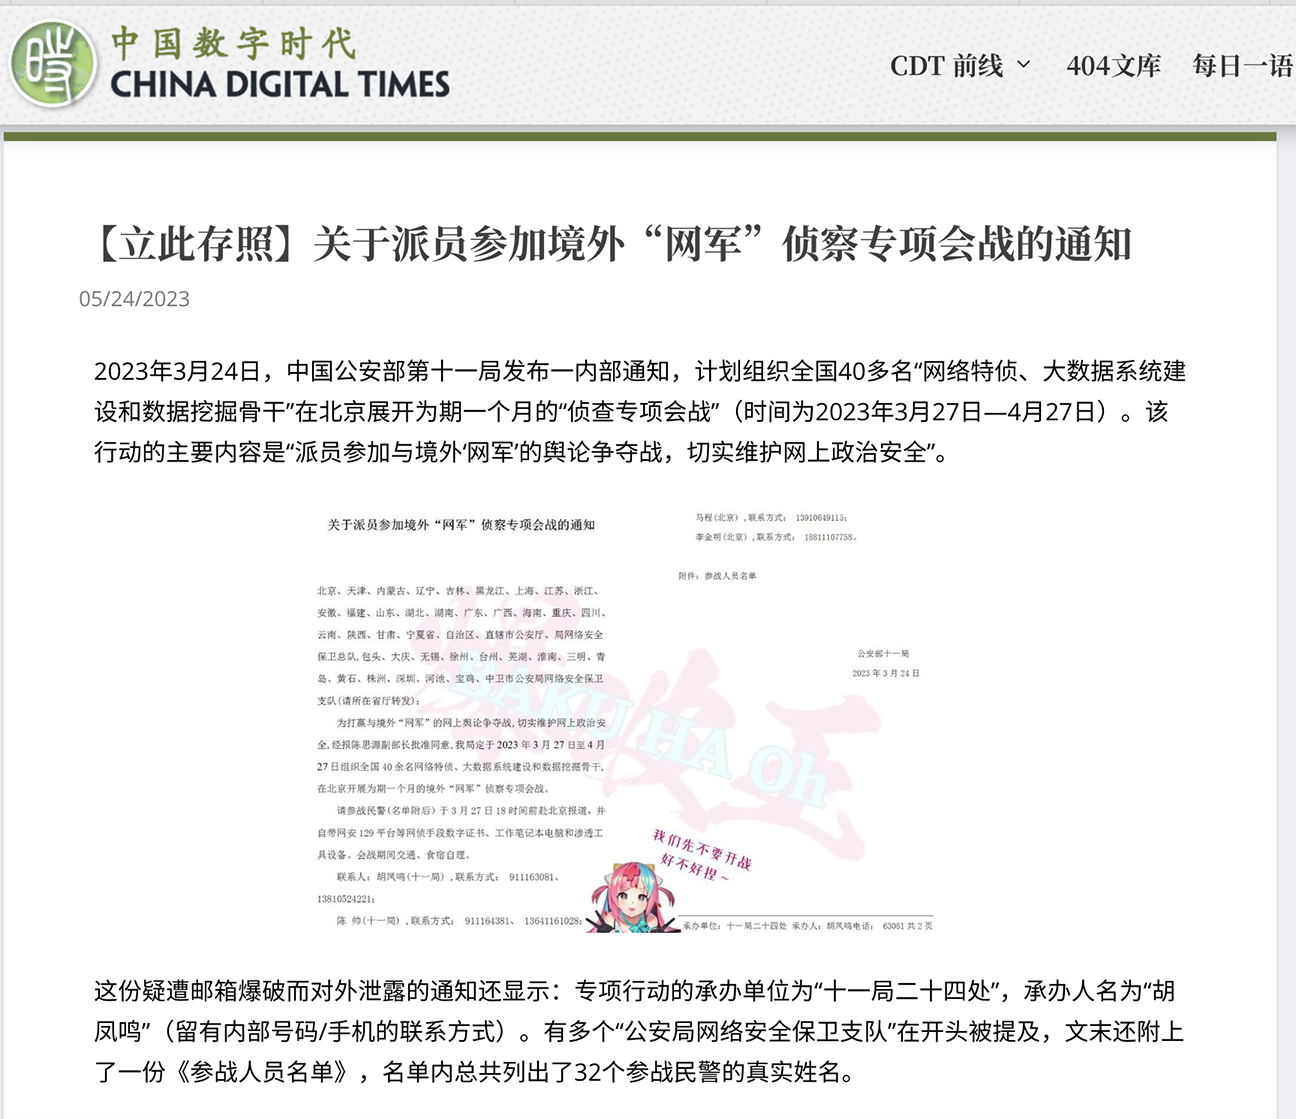 中国数字时代
CHINA DIGITAL TIMES
CDT 前线
404文库
每日一语
【立此存照】关于派员参加境外“网军”侦察专项会战的通知
05/24/2023
2023年3月24日，中国公安部第十一局发布一内部通知，计划组织全国40多名“网络特侦、大数据系统建
设和数据挖掘骨干”在北京展开为期一个月的“侦查专项会战”（时间为2023年3月27日—4月27日）。该
行动的主要内容是“派员参加与境外‘网军’的舆论争夺战，切实维护网上政治安全”。
关于派员参加境外“网军”侦察专项会战的通知
北京、天津、内蒙古、辽宁、吉林、黑龙江、上海、江苏、浙江、
安徽、福建、山东、湖北、湖南、广东、广西、海南、重庆、四川、
云南、陕西、甘肃、宁夏省、自治区、直辖市公安厅、局网络安全
保卫总队,包头、大庆、无锡、徐州、台州、芜湖、淮南、三明、青
岛、黄石、株洲、深圳、河池、宝鸡、中卫市公安局网络安全保卫
支队(请所在省厅转发)：
为打赢与境外“网军”的网上舆论争夺战,切实维护网上政治安
全,经报陈思源副部长批准同意,我局定于2023年3月27日至4月
27日组织全国40余名网络特侦、大数据系统建设和数据挖掘骨干,
在北京开展为期一个月的境外“网军”侦察专项会战。
请参战民警(名单附后)于3月27日18时间前赴北京报道，并
自带网安129平台等网侦手段数字证书、工作笔记本电脑和渗透工
具设备。会战期间交通、食宿自理。
联系人：胡凤鸣(十一局),联系方式： 911163081、
13810524221;
陈 帅(十一局),联系方式： 911164381、 13641161028;
马程(北京),联系方式： 13910649115;
李金明(北京),联系方式： 18811107758。
附件：参战人员名单
公安部十一局
2023年3月24日
BAKU HA Oh
我们先不要开战
好不好捏~
承办单位：十一局二十四处 承办人：胡凤鸣电话： 63081 共2页
这份疑遭邮箱爆破而对外泄露的通知还显示：专项行动的承办单位为“十一局二十四处”，承办人名为“胡
凤鸣”（留有内部号码/手机的联系方式）。有多个“公安局网络安全保卫支队”在开头被提及，文末还附上
了一份《参战人员名单》，名单内总共列出了32个参战民警的真实姓名。